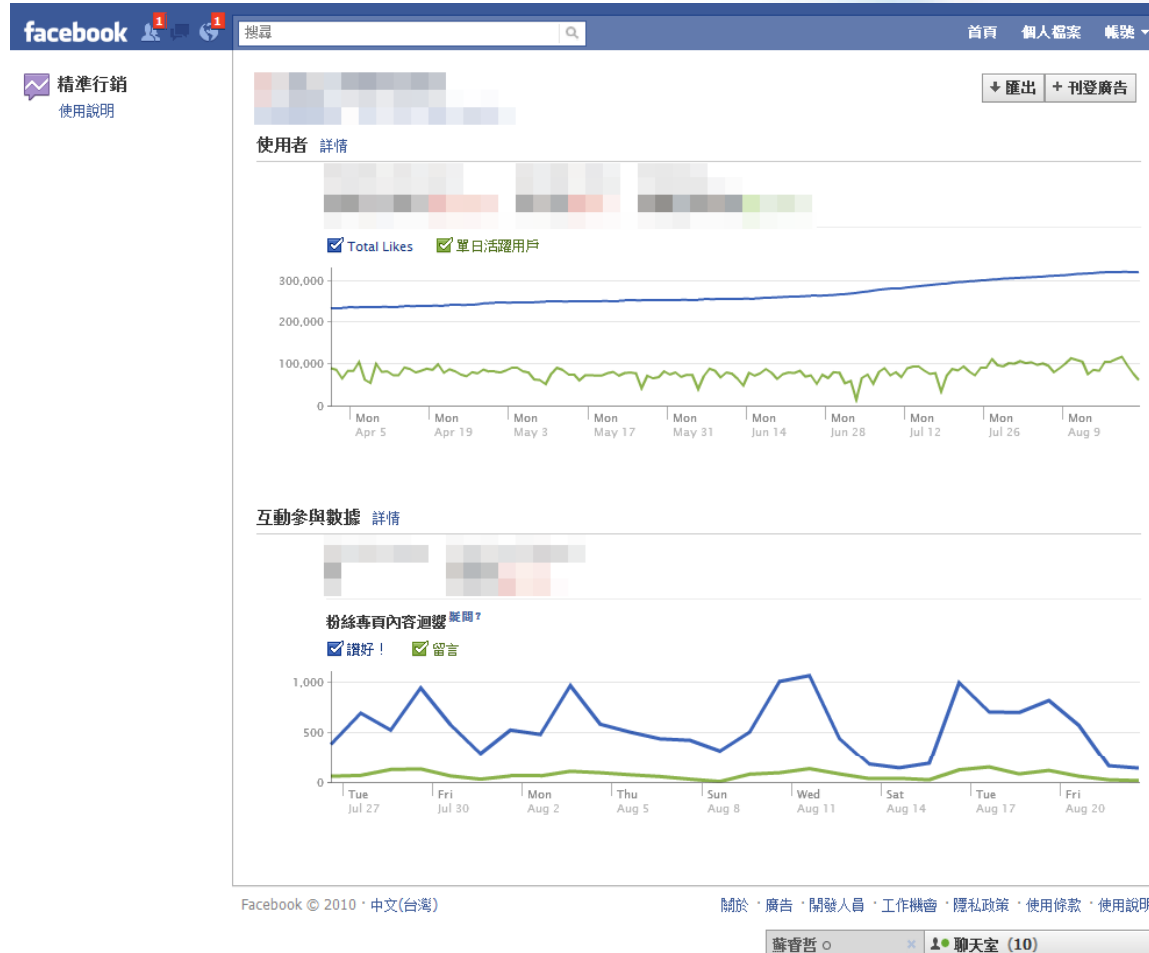 facebook 1 1 搜尋 首頁 個人檔案 帳號
精準行銷
使用說明
匯出 + 刊登廣告
使用者 詳情
Total Likes 單日活躍用戶
300,000
200,000
100,000
0
Mon Mon Mon Mon Mon Mon Mon Mon Mon Mon
Apr 5 Apr 19 May 3 May 17 May 31 Jun 14 Jun 28 Jul 12 Jul 26 Aug 9
互動參與數據 詳情
粉絲專頁內容迴響 疑問?
讚好! 留言
1,000
500
0
Tue Fri Mon Thu Sun Wed Sat Tue Fri
Jul 27 Jul 30 Aug 2 Aug 5 Aug 8 Aug 11 Aug 14 Aug 17 Aug 20
Facebook © 2010 · 中文(台灣) 關於 · 廣告 · 開發人員 · 工作機會 · 隱私政策 · 使用條款 · 使用說明
蘇睿哲 × 聊天室 (10)